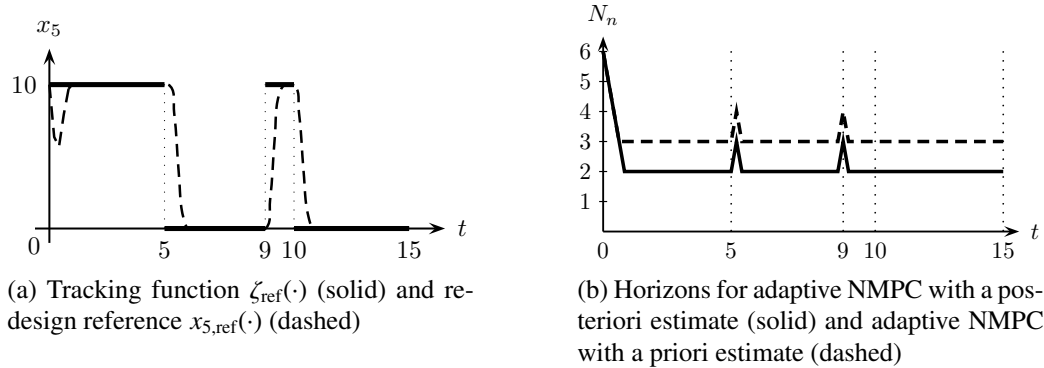 x5
10
0
5
9
10
15
t
(a) Tracking function ζref(·) (solid) and re-
design reference x5,ref(·) (dashed)
Nn
6
5
4
3
2
1
0
5
9
10
15
t
(b) Horizons for adaptive NMPC with a pos-
teriori estimate (solid) and adaptive NMPC
with a priori estimate (dashed)